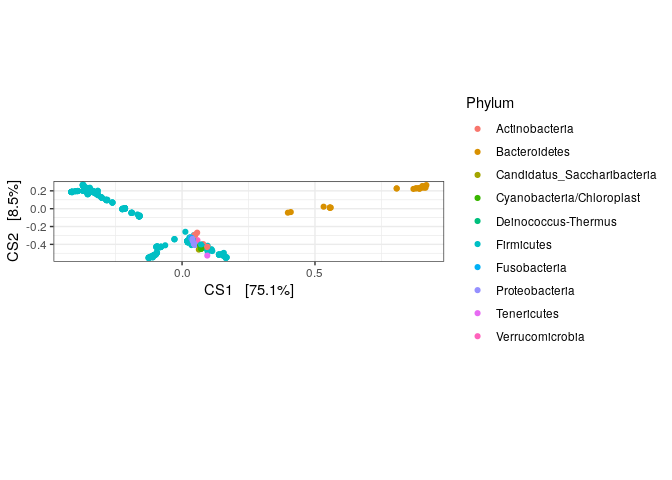 Phylum
Actinobacteria
Bacteroidetes
Candidatus_Saccharibacteria
Cyanobacteria/Chloroplast
Deinococcus-Thermus
Firmicutes
Fusobacteria
Proteobacteria
Tenericutes
Verrucomicrobia
CS2 [8.5%]
0.2
0.0
-0.2
-0.4
0.0 0.5
CS1 [75.1%]